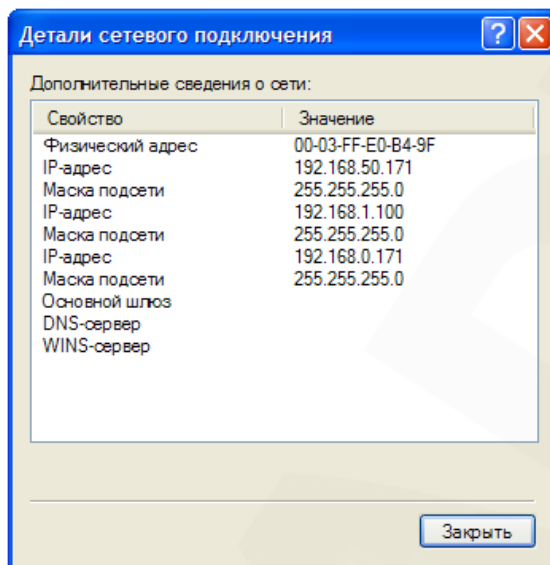 Детали сетевого подключения
Дополнительные сведения о сети:
Свойство Значение
Физический адрес 00-03-FF-E0-B4-9F
IP-адрес 192.168.50.171
Маска подсети 255.255.255.0
IP-адрес 192.168.1.100
Маска подсети 255.255.255.0
IP-адрес 192.168.0.171
Маска подсети 255.255.255.0
Основной шлюз
DNS-сервер
WINS-сервер
Закрыть